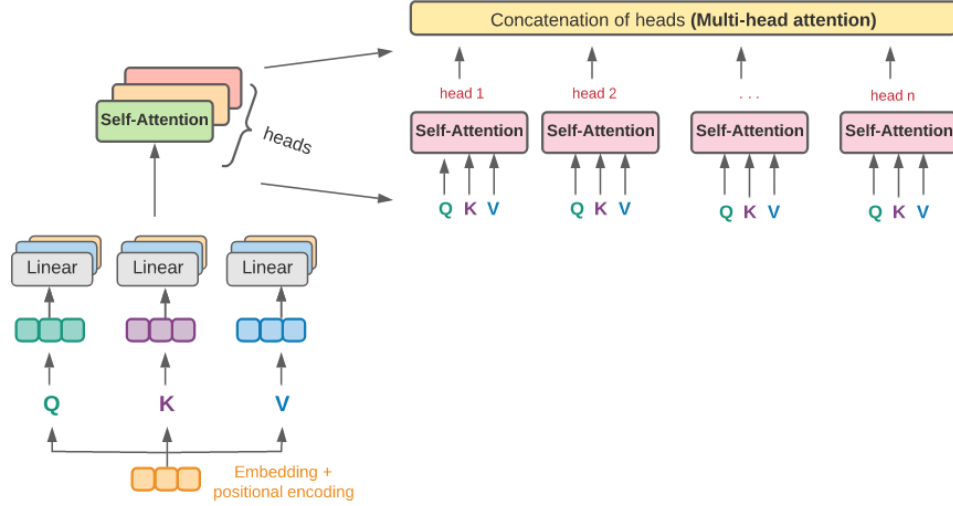 Concatenation of heads (Multi-head attention)
head 1
head 2
. . .
head n
Self-Attention
Self-Attention
Self-Attention
Self-Attention
Q K V
Q K V
Q K V
Q K V
Self-Attention
heads
Linear
Linear
Linear
Q
K
V
Embedding +
positional encoding